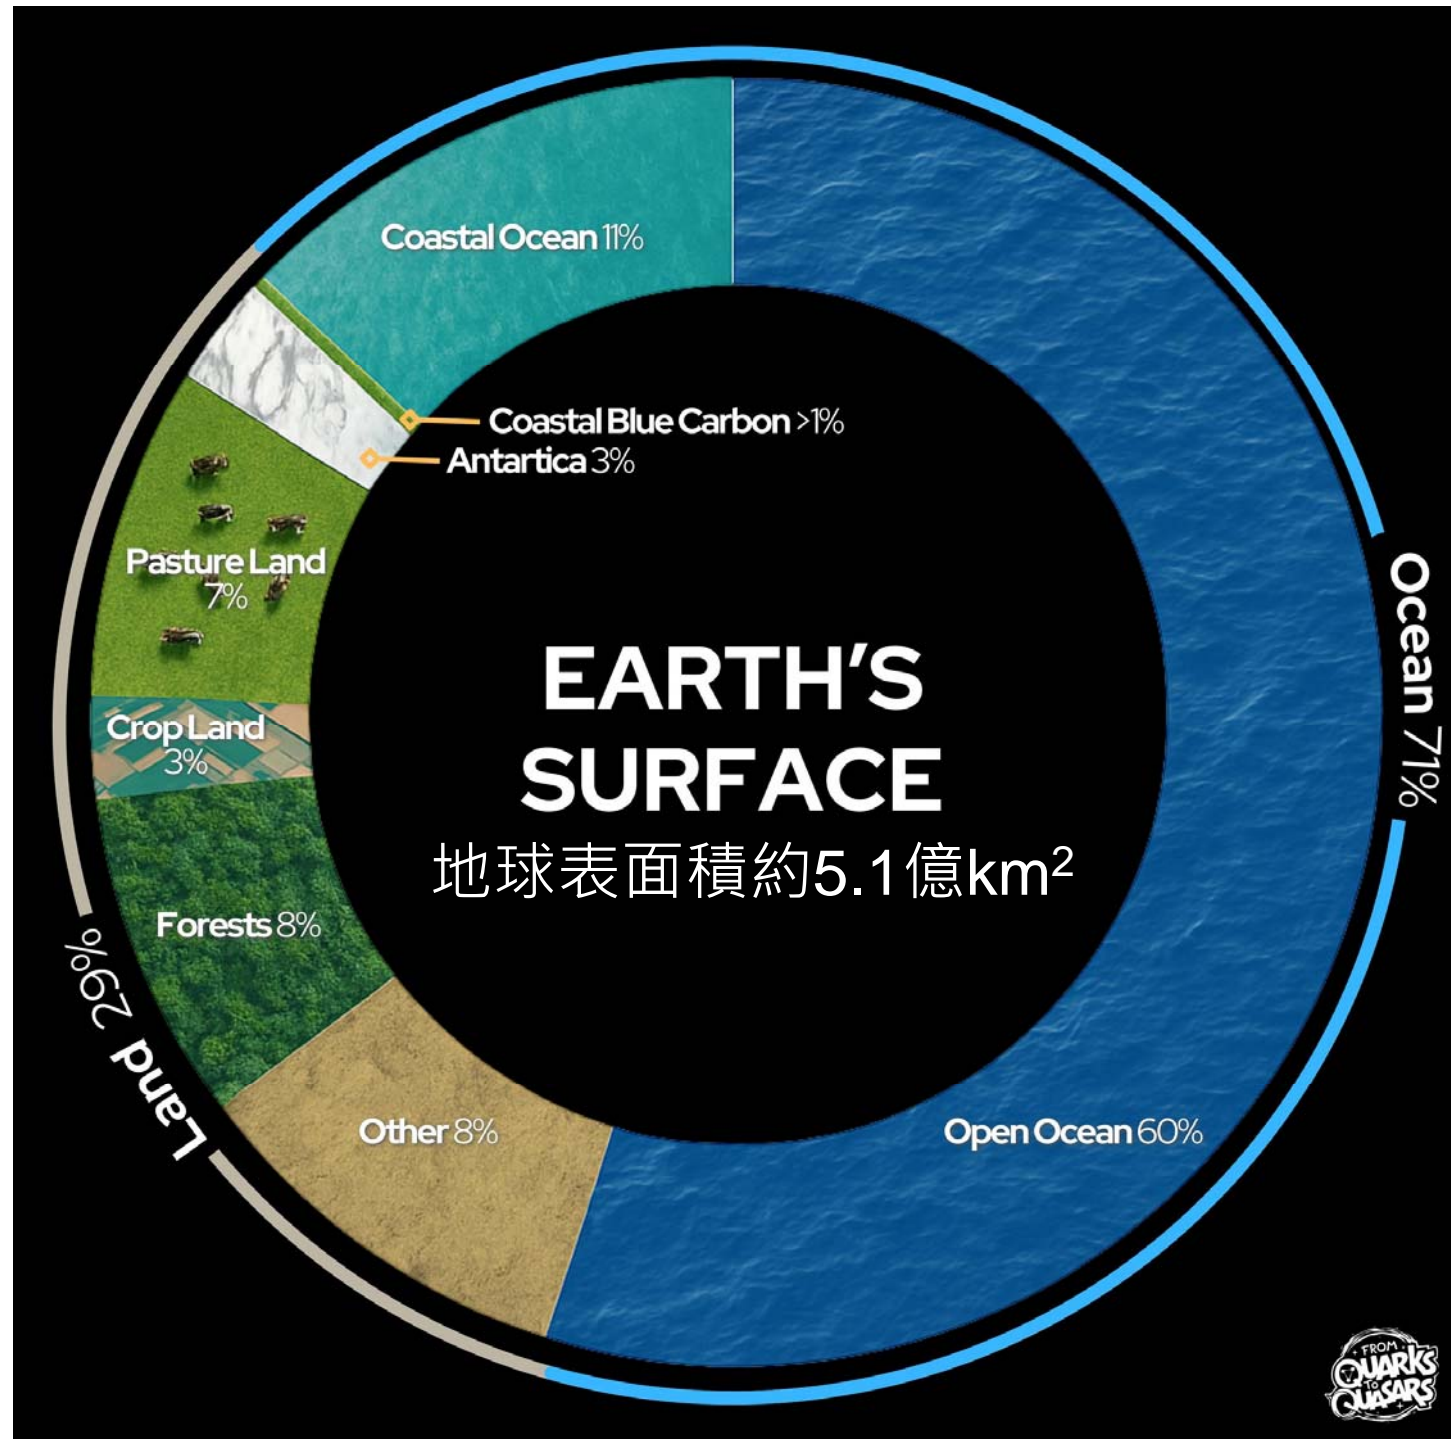 Coastal Ocean 11%
Coastal Blue Carbon >1%
Antartica 3%
Pasture Land
7%
Crop Land
3%
Forests 8%
Other 8%
Open Ocean 60%
Ocean 71%
Land 29%
EARTH'S
SURFACE
地球表面積約5.1億km²
FROM
QUARKS
TO
QUASARS